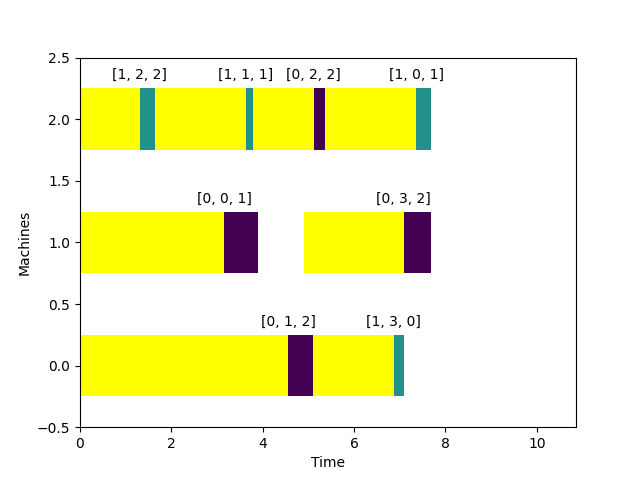 2.5
[1, 2, 2] [1, 1, 1] [0, 2, 2] [1, 0, 1]
2.0
1.5
[0, 0, 1] [0, 3, 2]
1.0
0.5
[0, 1, 2] [1, 3, 0]
0.0
−0.5
Machines
0 2 4 6 8 10
Time